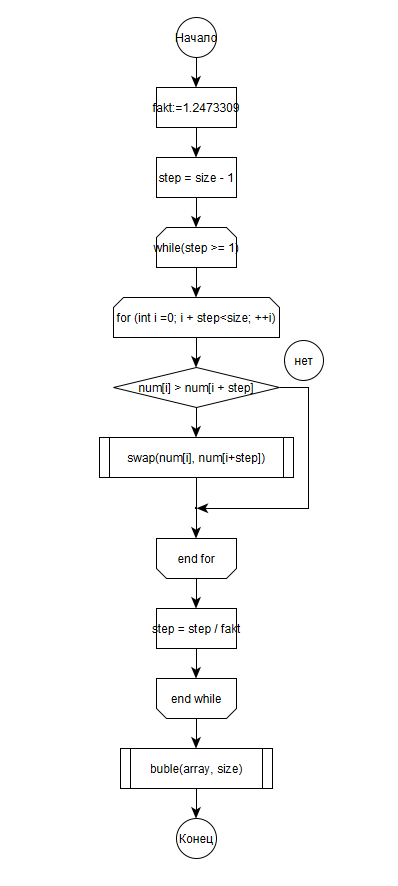 Начало
fakt:=1.2473309
step = size - 1
while(step >= 1)
for (int i =0; i + step<size; ++i)
нет
num[i] > num[i + step]
swap(num[i], num[i+step])
end for
step = step / fakt
end while
buble(array, size)
Конец